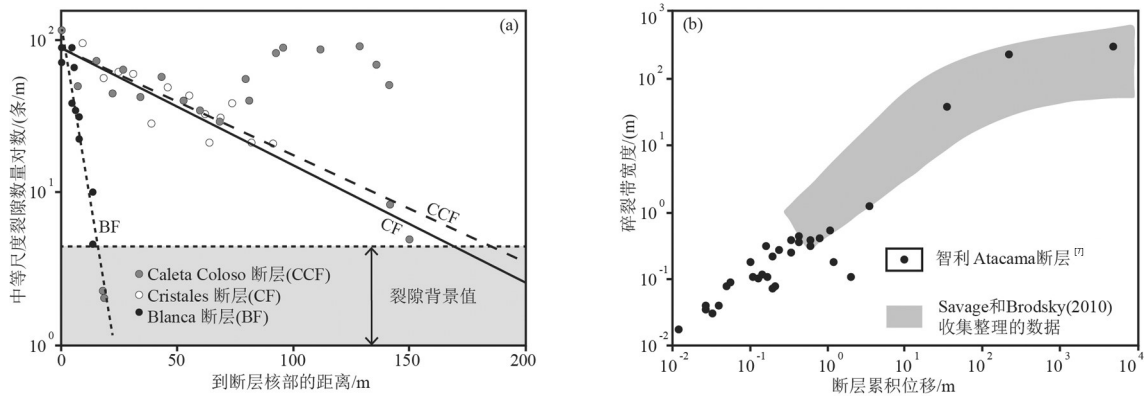 (a)
中等尺度裂隙数量对数/(条/m)
10²
10¹
10⁰
BF
CCF
CF
Caleta Coloso 断层(CCF)
Cristales 断层(CF)
Blanca 断层(BF)
裂隙背景值
0
50
100
150
200
到断层核部的距离/m
(b)
碎裂带宽度/(m)
10³
10²
10¹
10⁰
10⁻¹
10⁻²
智利 Atacama断层[7]
Savage和Brodsky(2010)
收集整理的数据
10⁻²
10⁻¹
10⁰
10¹
10²
10³
10⁴
断层累积位移/m